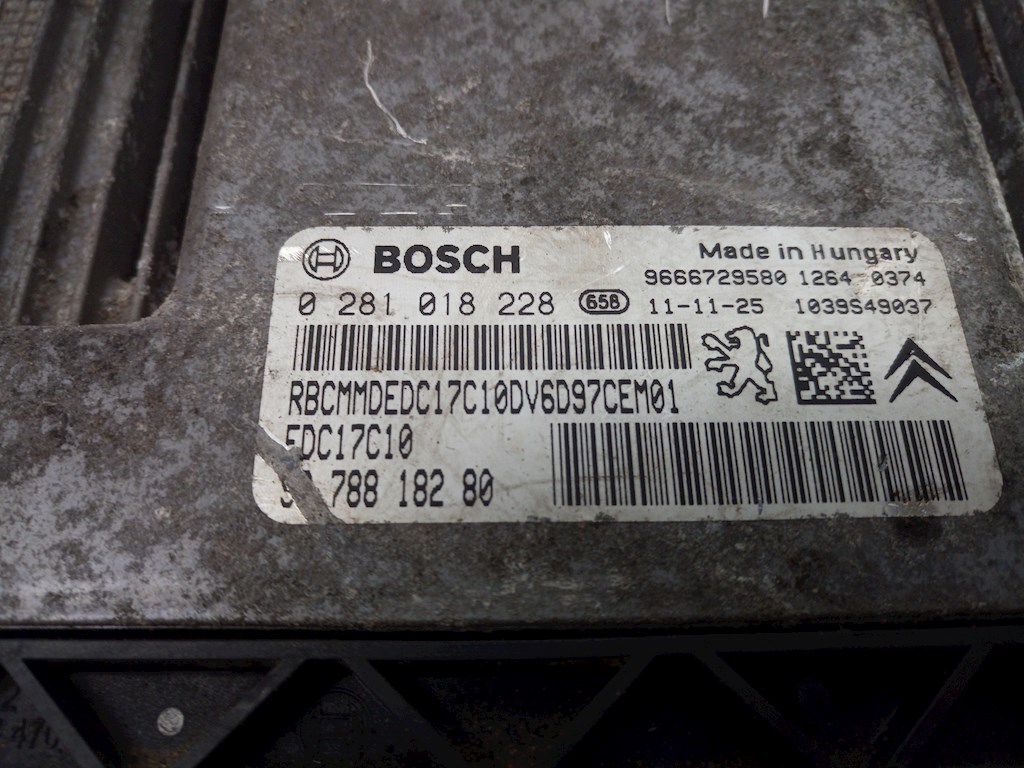 BOSCH
Made in Hungary
9666729580 1264 0374
0 281 018 228 658 11-11-25 1039S49037
RBCMMDEDC17C10DV6D97CEM01
EDC17C10
788 182 80